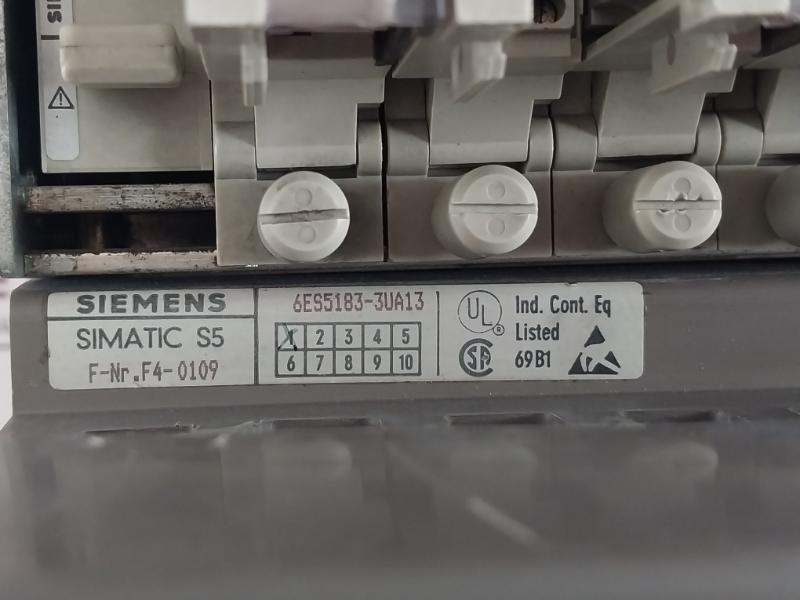 SIEMENS
SIMATIC S5
F-Nr.F4-0109
6ES5183-3UA13
1 2 3 4 5
6 7 8 9 10
UL
®
SA
Ind. Cont. Eq
Listed
69B1